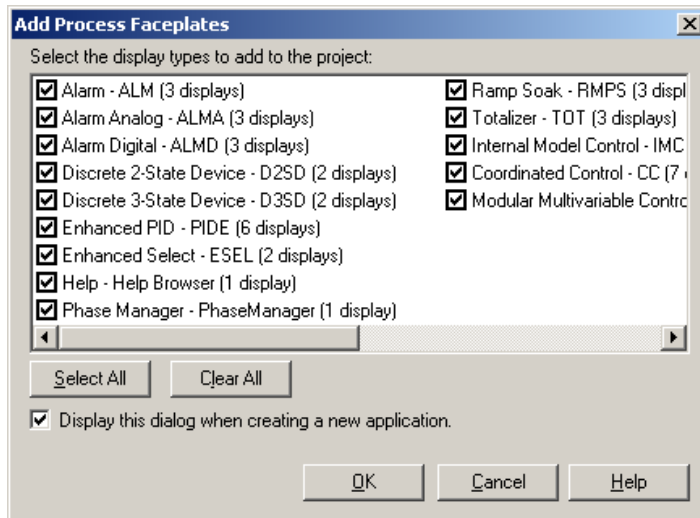 Add Process Faceplates
Select the display types to add to the project:
Alarm - ALM (3 displays)
Alarm Analog - ALMA (3 displays)
Alarm Digital - ALMD (3 displays)
Discrete 2-State Device - D2SD (2 displays)
Discrete 3-State Device - D3SD (2 displays)
Enhanced PID - PIDE (6 displays)
Enhanced Select - ESEL (2 displays)
Help - Help Browser (1 display)
Phase Manager - PhaseManager (1 display)
Ramp Soak - RMPS (3 displ
Totalizer - TOT (3 displays)
Internal Model Control - IMC
Coordinated Control - CC (7
Modular Multivariable Contro
Select All
Clear All
Display this dialog when creating a new application.
OK
Cancel
Help